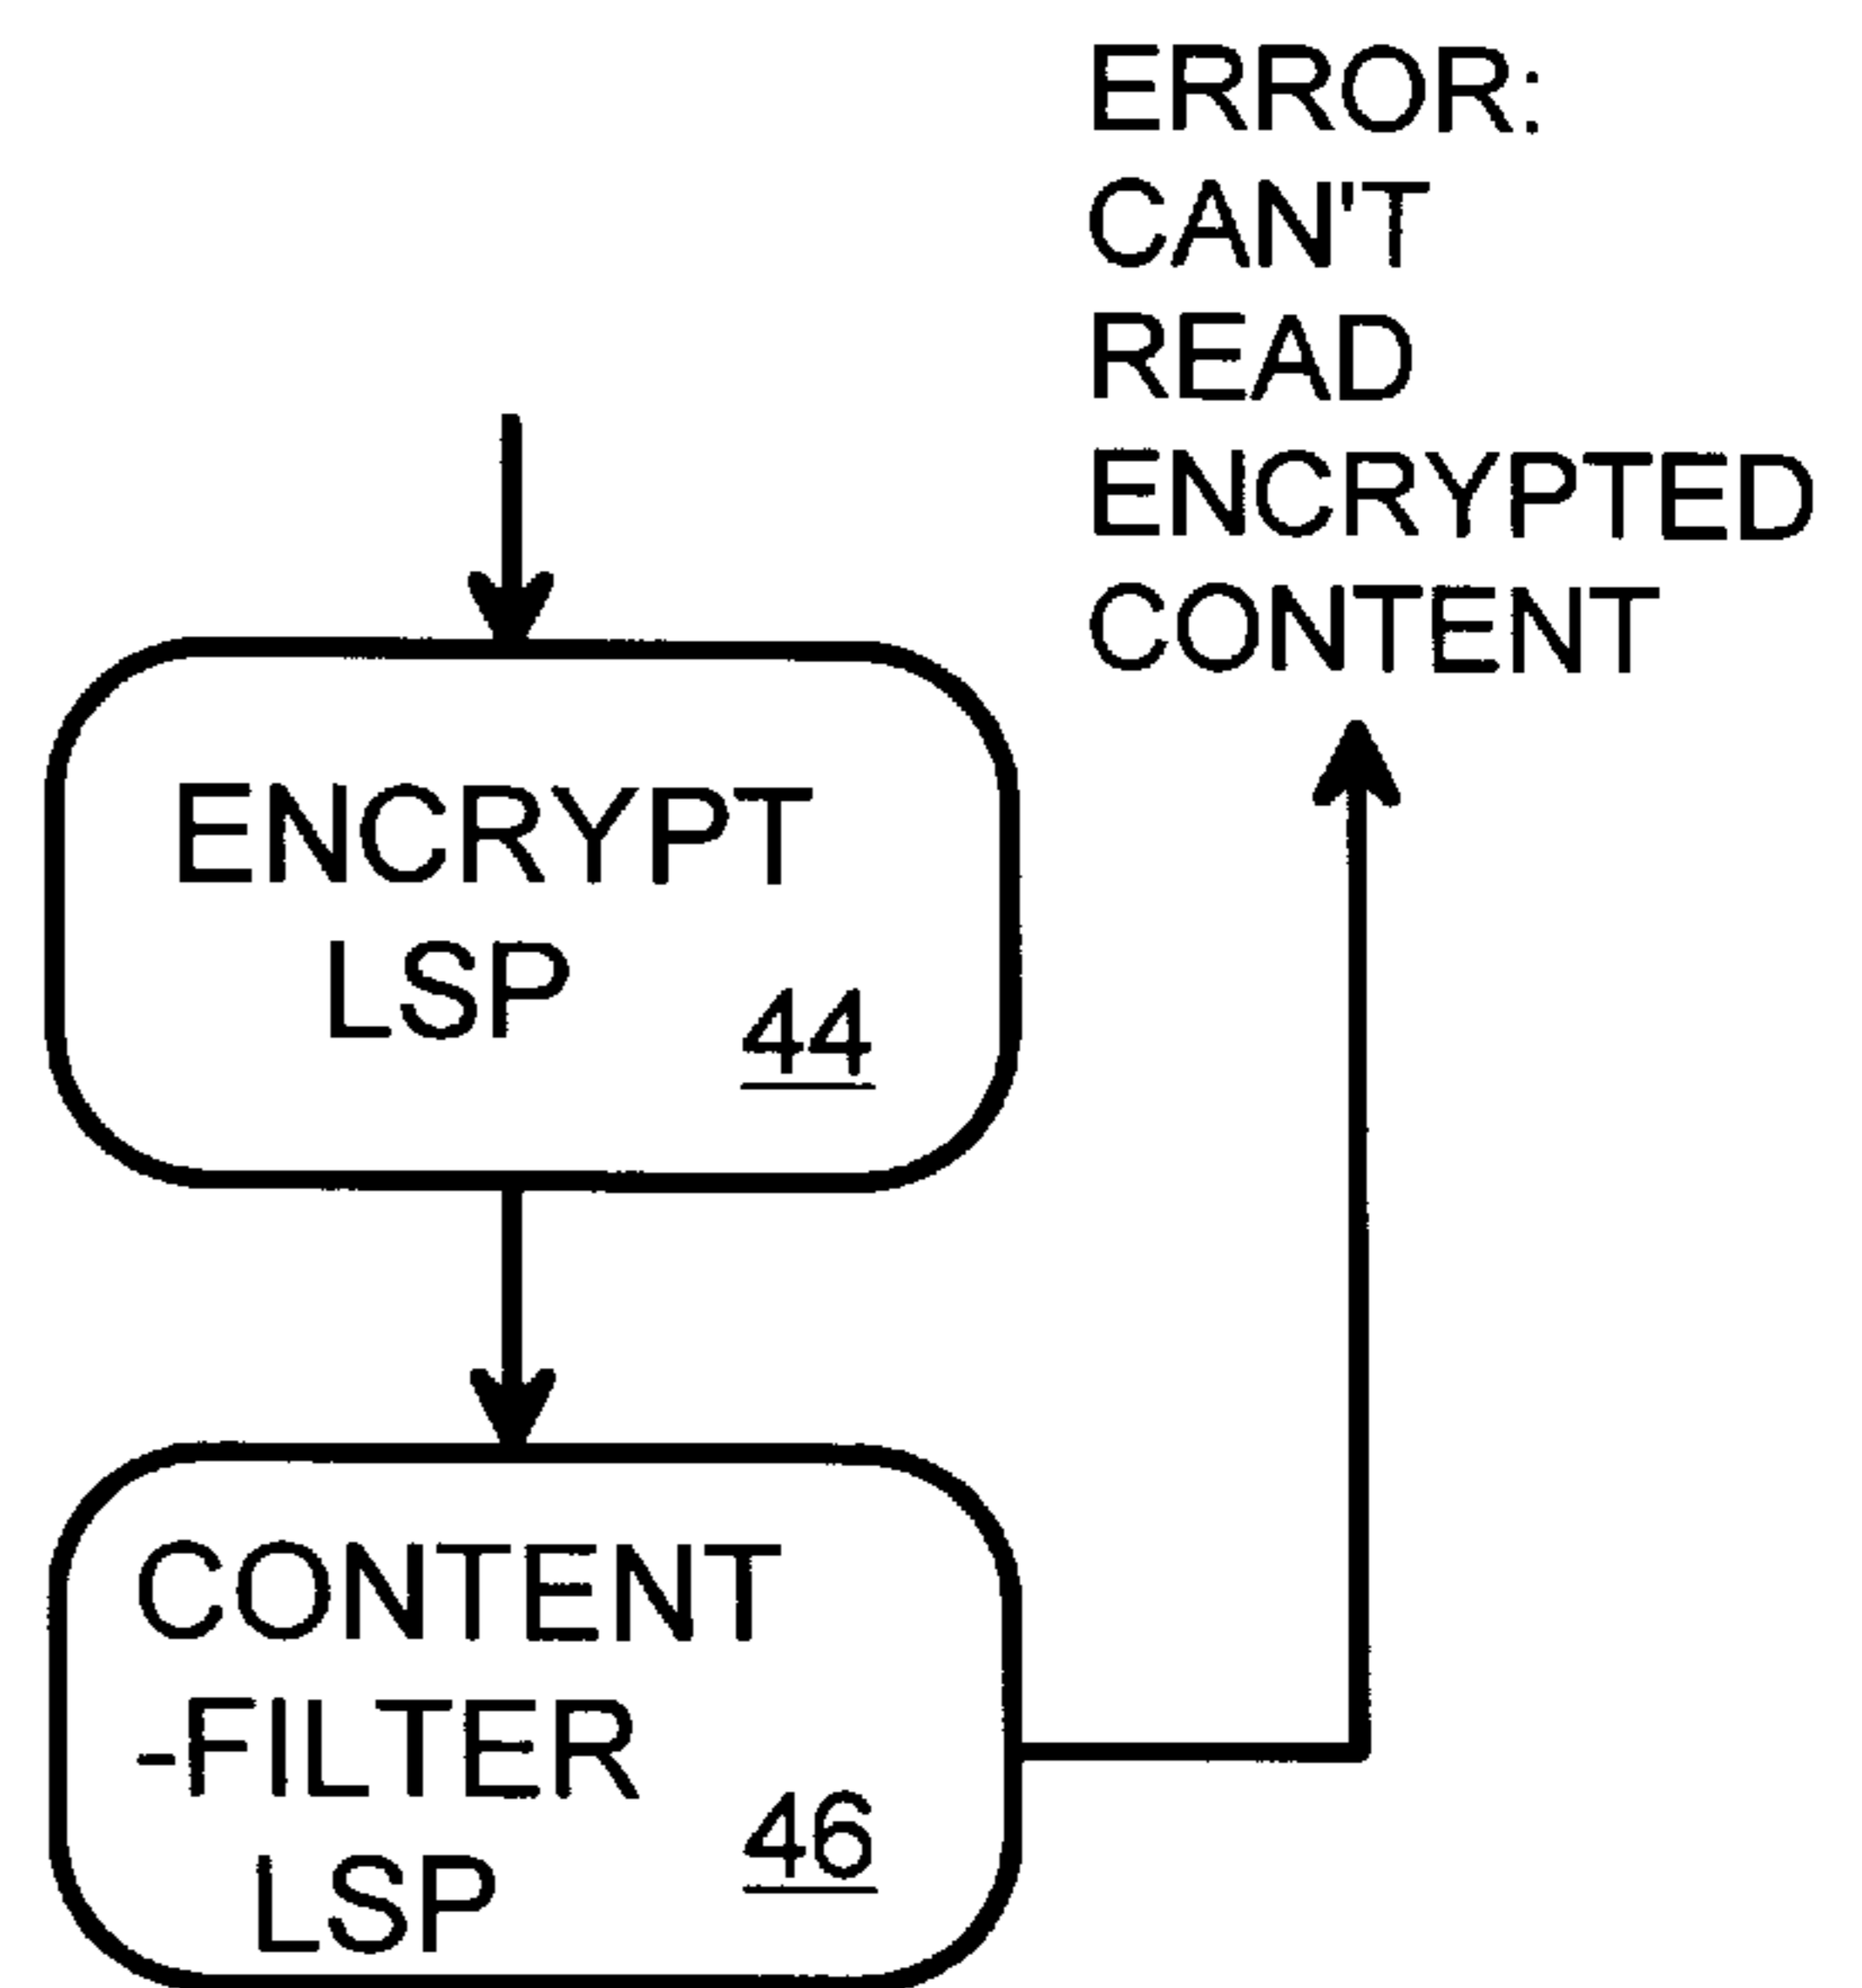 ERROR:
CAN'T
READ
ENCRYPTED
CONTENT
ENCRYPT
LSP
44
CONTENT
-FILTER
LSP
46